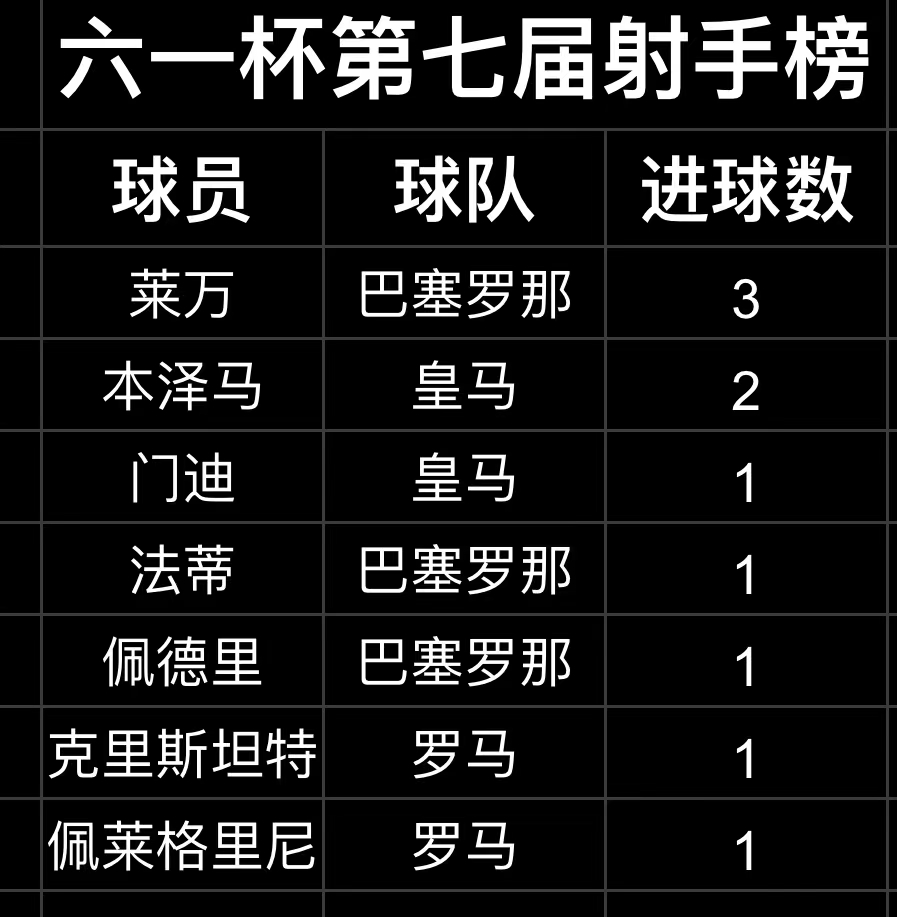 六一杯第七届射手榜
球员 球队 进球数
莱万 巴塞罗那 3
本泽马 皇马 2
门迪 皇马 1
法蒂 巴塞罗那 1
佩德里 巴塞罗那 1
克里斯坦特 罗马 1
佩莱格里尼 罗马 1